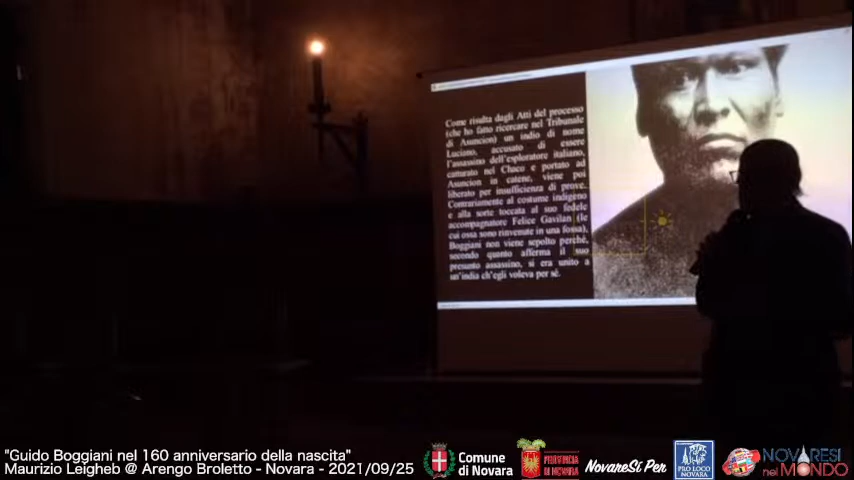 Come risulta dagli Atti del processo
(che ho fatto ricercare nel Tribunale
di Asuncion) un indio di nome
Luciano, accusato di essere
l'assassino dell'esploratore italiano,
catturato nel Chaco e portato ad
Asuncion in catene, viene poi
liberato per insufficienza di prove.
Contrariamente al costume indigeno
e alla sorte toccata al suo fedele
accompagnatore Felice Gavilan (le
cui ossa sono rinvenute in una fossa),
Boggiani non viene sepolto perché,
secondo quanto afferma il suo
presunto assassino, si era unito a
un'india ch'egli voleva per sé.
"Guido Boggiani nel 160 anniversario della nascita"
Maurizio Leigheb @ Arengo Broletto - Novara - 2021/09/25
Comune
di Novara
PROVINCIA
DI NOVARA
NovareSi Per
PRO LOCO
NOVARA
NOVARESI
nel MONDO